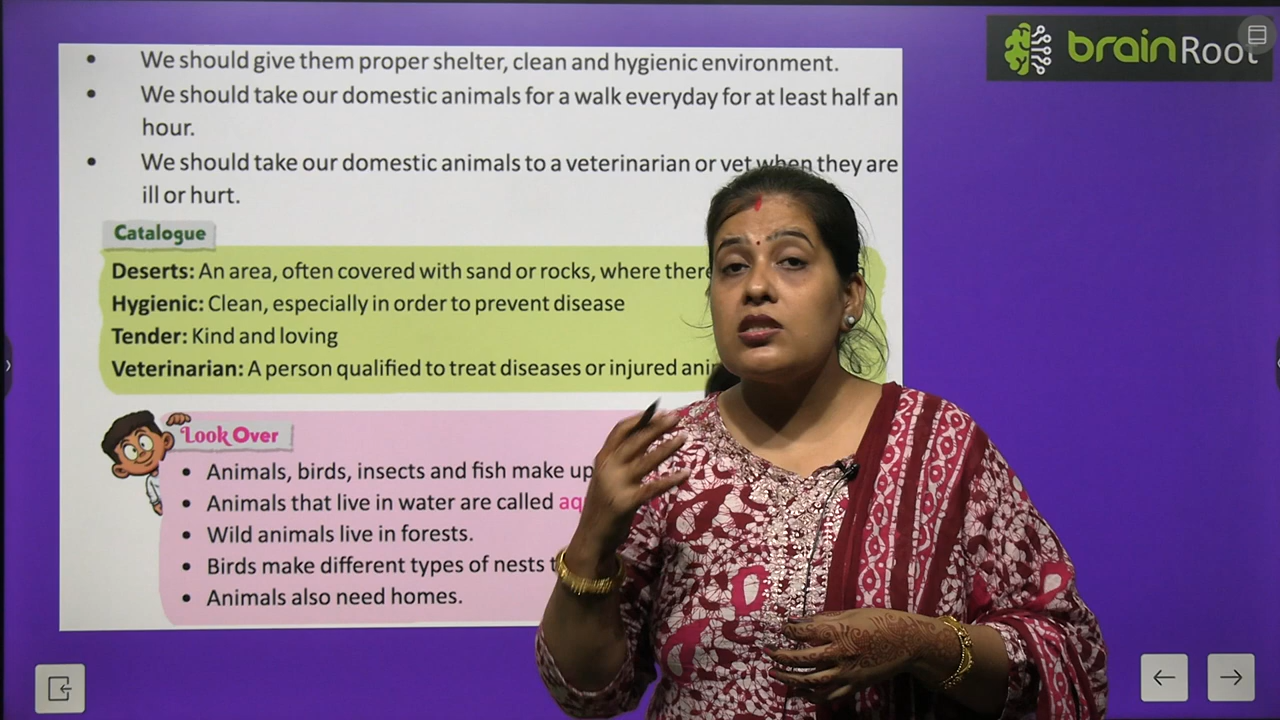 brainRoot
• We should give them proper shelter, clean and hygienic environment.
• We should take our domestic animals for a walk everyday for at least half an
hour.
• We should take our domestic animals to a veterinarian or vet when they are
ill or hurt.
Catalogue
Deserts: An area, often covered with sand or rocks, where there
Hygienic: Clean, especially in order to prevent disease
Tender: Kind and loving
Veterinarian: A person qualified to treat diseases or injured
Look Over
• Animals, birds, insects and fish make up
• Animals that live in water are called
• Wild animals live in forests.
• Birds make different types of nests
• Animals also need homes.